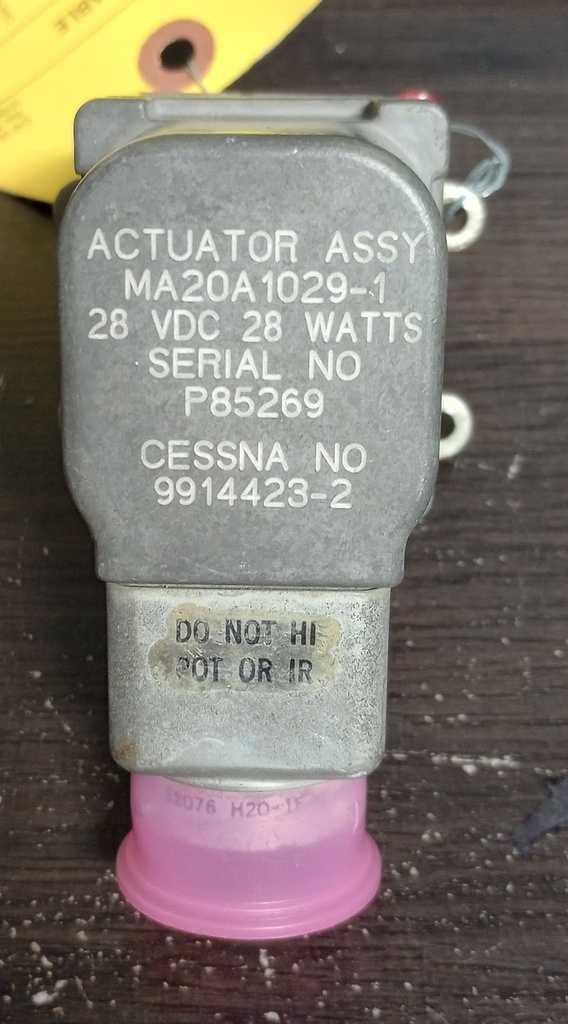 ABLE
ACTUATOR ASSY
MA20A1029-1
28 VDC 28 WATTS
SERIAL NO
P85269
CESSNA NO
9914423-2
DO NOT HI
POT OR IR